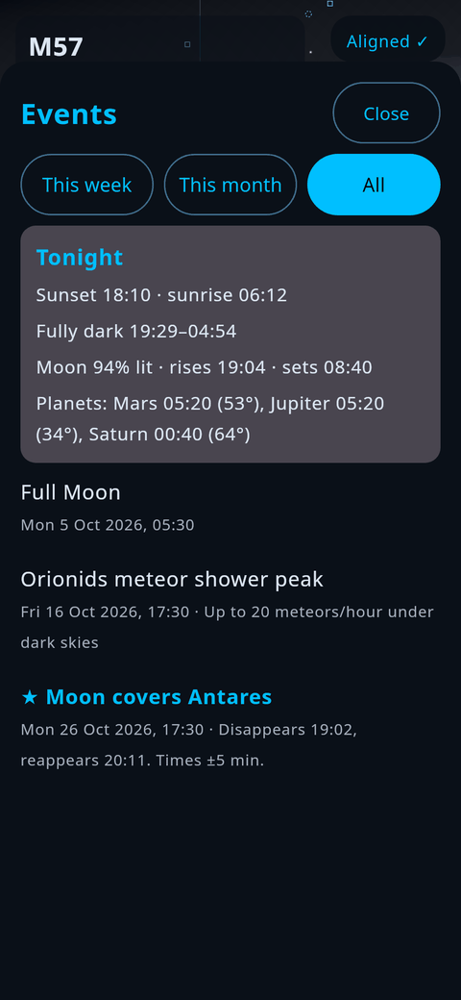 M57
Aligned ✓
Events
Close
This week
This month
All
Tonight
Sunset 18:10 · sunrise 06:12
Fully dark 19:29–04:54
Moon 94% lit · rises 19:04 · sets 08:40
Planets: Mars 05:20 (53°), Jupiter 05:20
(34°), Saturn 00:40 (64°)
Full Moon
Mon 5 Oct 2026, 05:30
Orionids meteor shower peak
Fri 16 Oct 2026, 17:30 · Up to 20 meteors/hour under
dark skies
★ Moon covers Antares
Mon 26 Oct 2026, 17:30 · Disappears 19:02,
reappears 20:11. Times ±5 min.